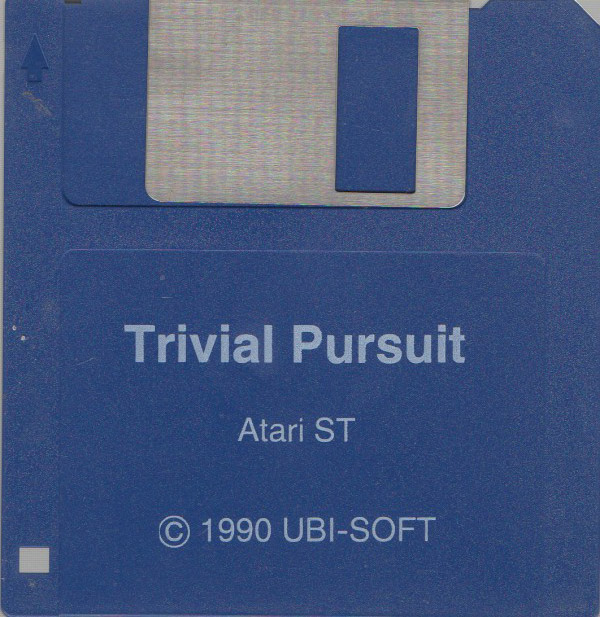 Trivial Pursuit
Atari ST
© 1990 UBI-SOFT